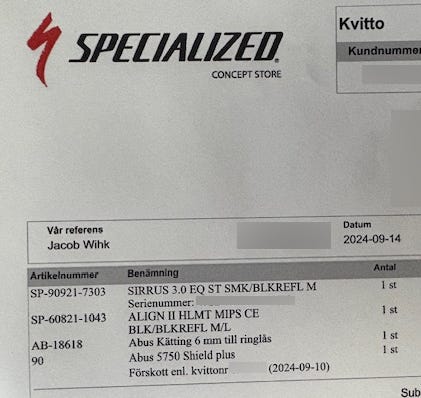 SPECIALIZED
CONCEPT STORE
Kvitto
Kundnummer
Vår referens
Jacob Wihk
Datum
2024-09-14
Artikelnummer Benämning Antal
SP-90921-7303 SIRRUS 3.0 EQ ST SMK/BLKREFL M 1 st
Serienummer:
SP-60821-1043 ALIGN II HLMT MIPS CE 1 st
BLK/BLKREFL M/L
AB-18618 Abus Kätting 6 mm till ringlås 1 st
90 Abus 5750 Shield plus 1 st
Förskott enl. kvittonr (2024-09-10)
Sub